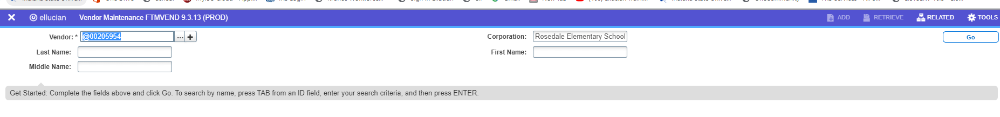 ellucian Vendor Maintenance FTMVEND 9.3.13 (PROD) ADD RETRIEVE RELATED TOOLS
Vendor: * @00205954 ... Corporation: Rosedale Elementary School Go
Last Name: First Name:
Middle Name:
Get Started: Complete the fields above and click Go. To search by name, press TAB from an ID field, enter your search criteria, and then press ENTER.